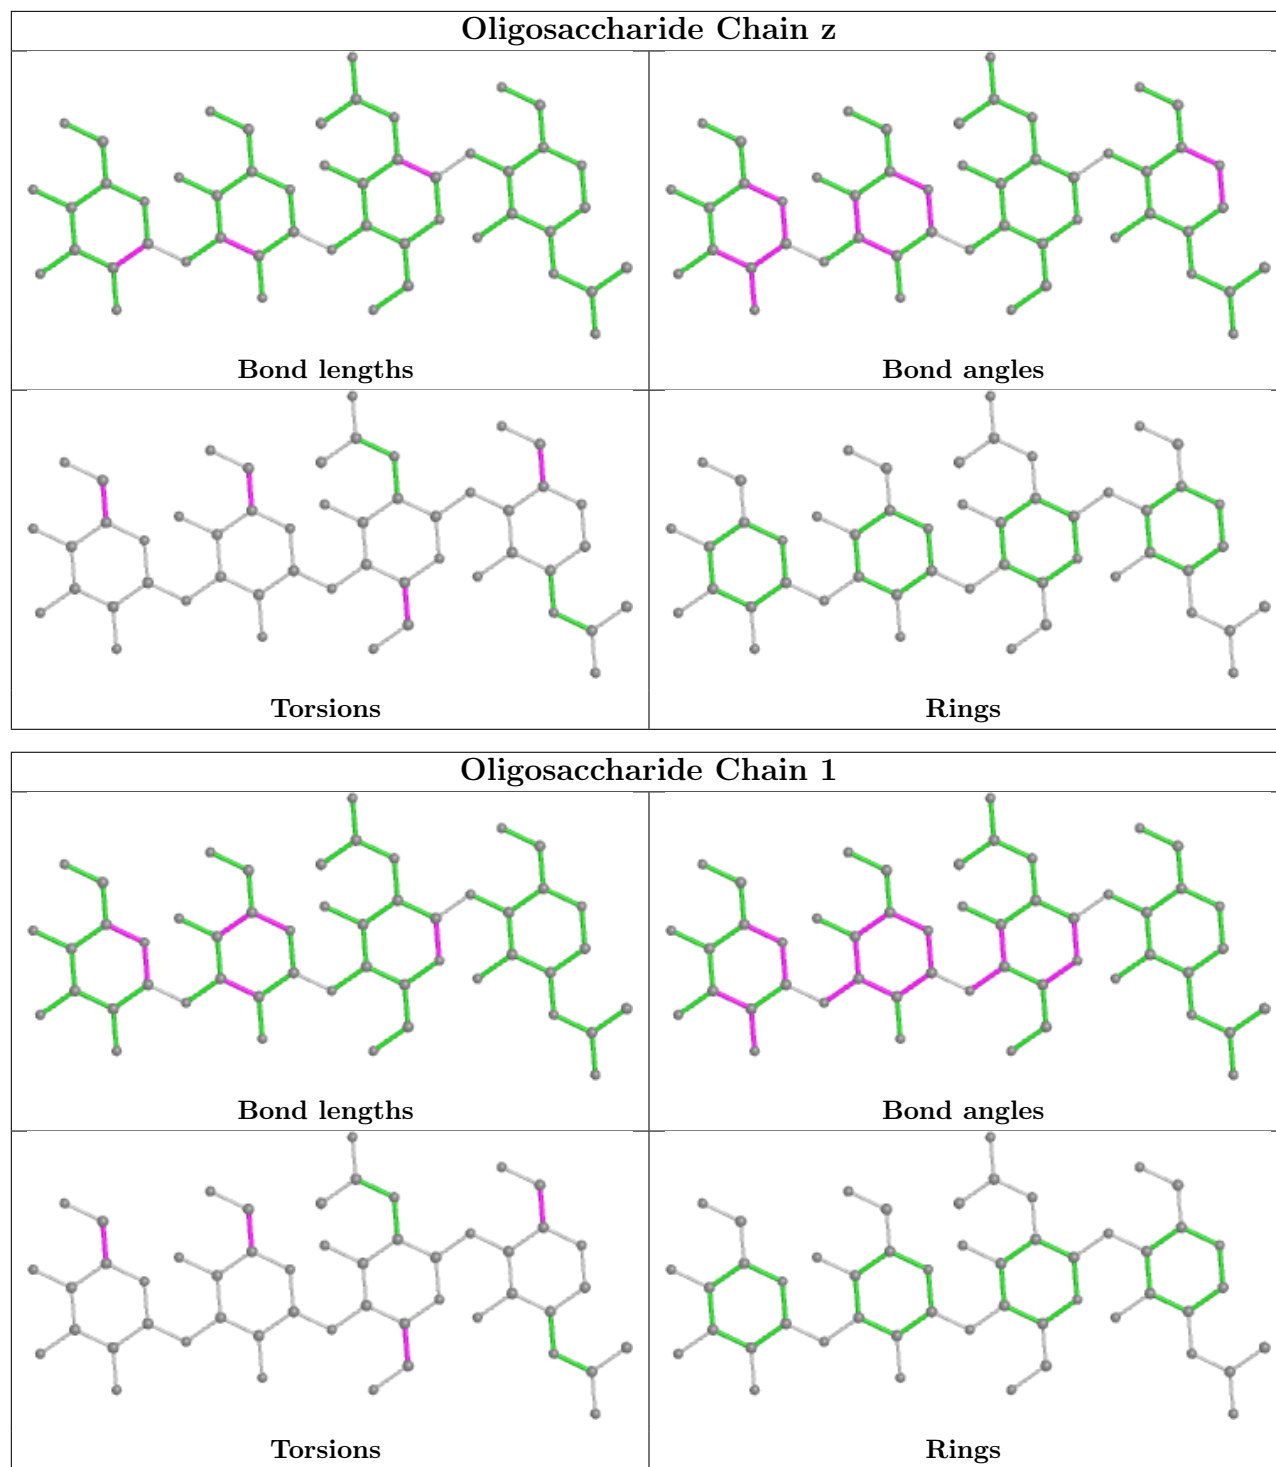 Oligosaccharide Chain z
Bond lengths
Bond angles
Torsions
Rings
Oligosaccharide Chain 1
Bond lengths
Bond angles
Torsions
Rings